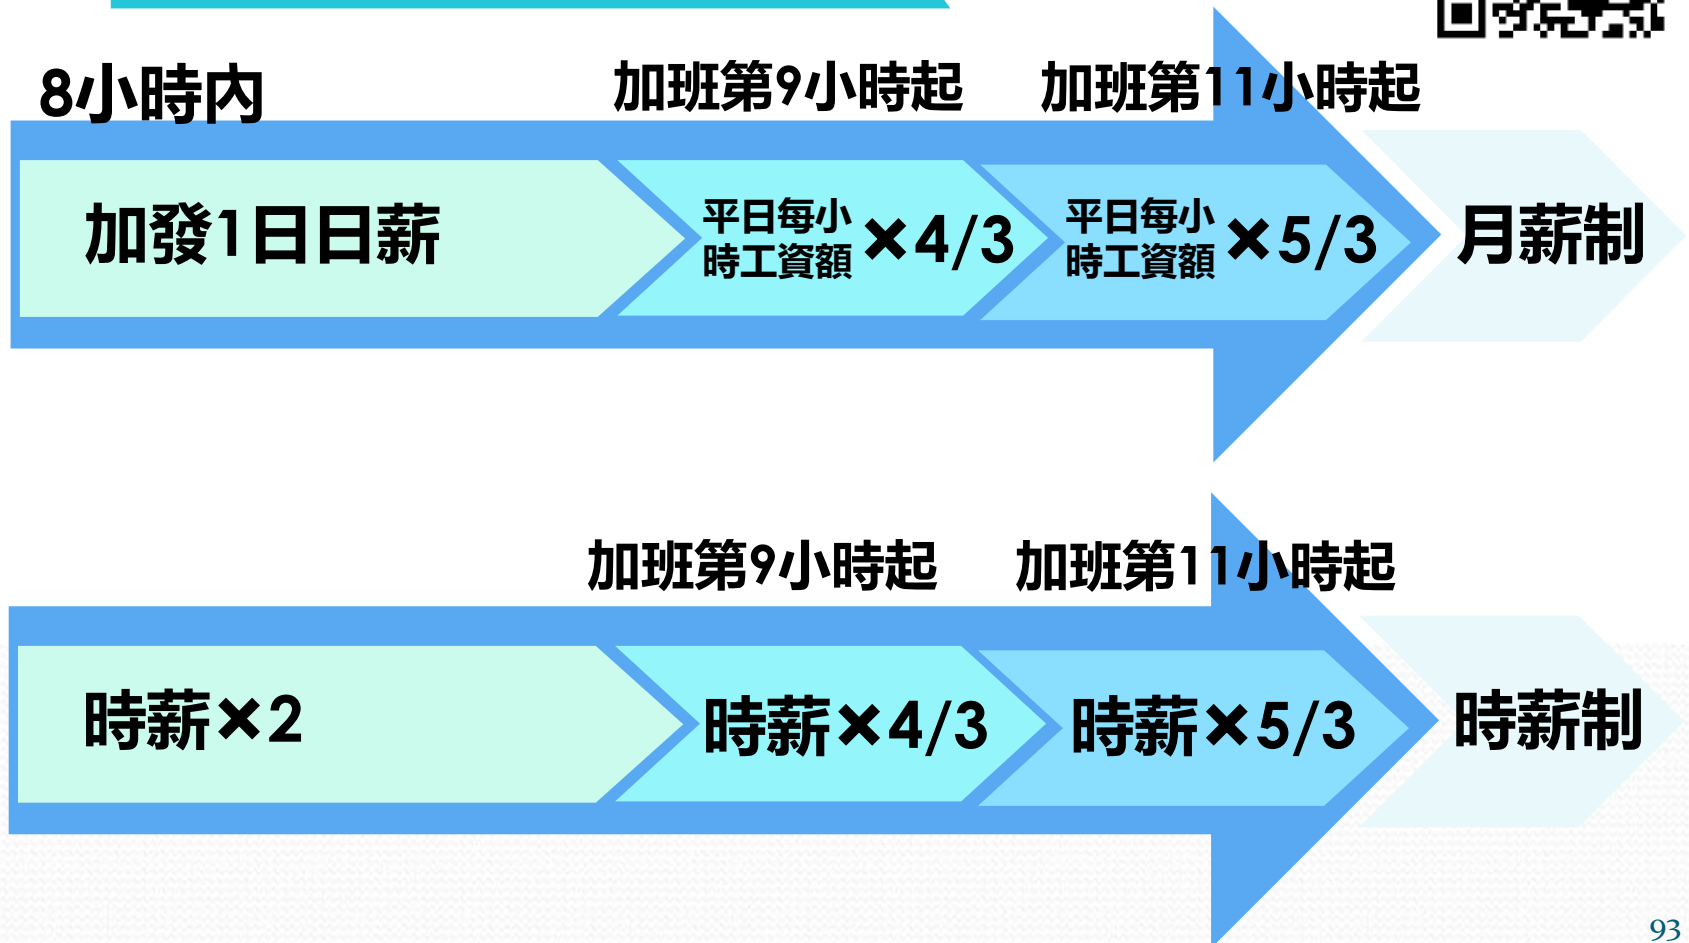 8小時內
加班第9小時起
加班第11小時起
加發1日日薪
平日每小
時工資額
×4/3
平日每小
時工資額
×5/3
月薪制
加班第9小時起
加班第11小時起
時薪×2
時薪×4/3
時薪×5/3
時薪制
93